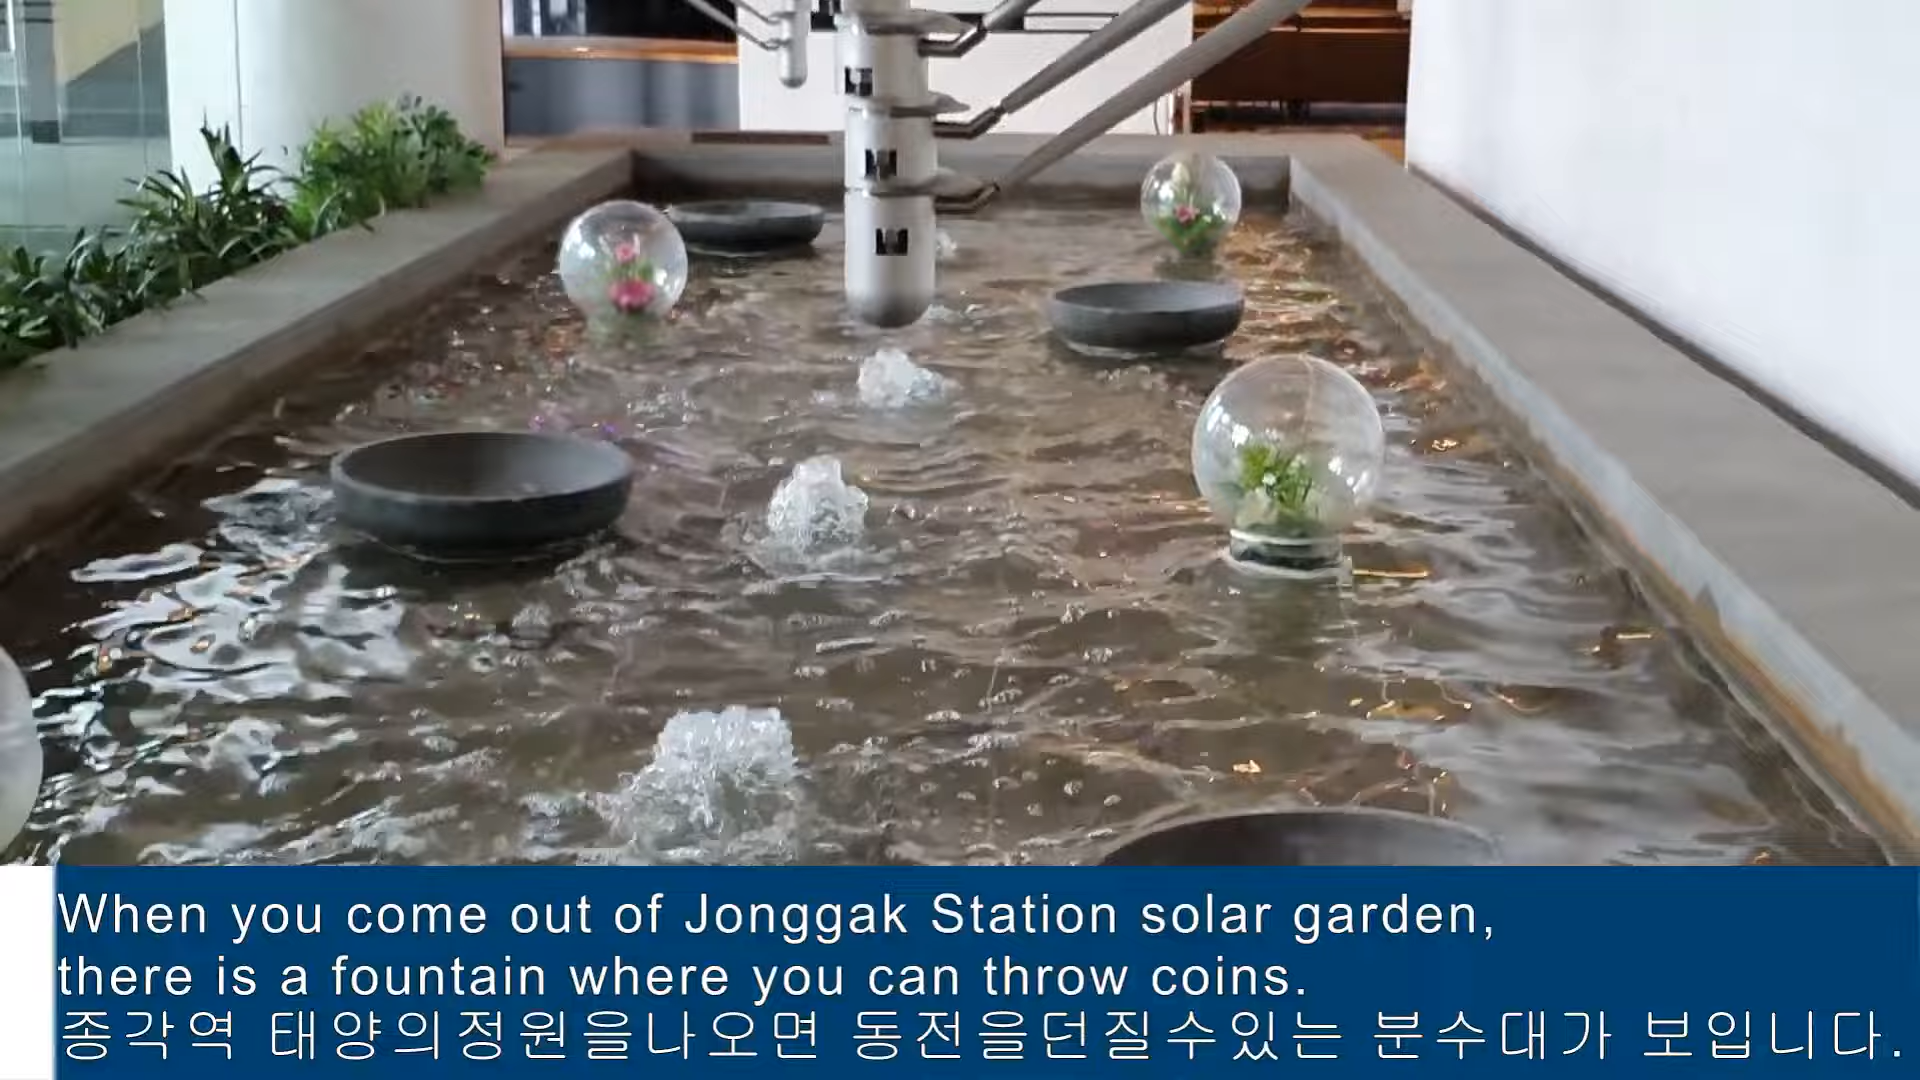 When you come out of Jonggak Station solar garden,
there is a fountain where you can throw coins.
종각역 태양의정원을나오면 동전을던질수있는 분수대가 보입니다.